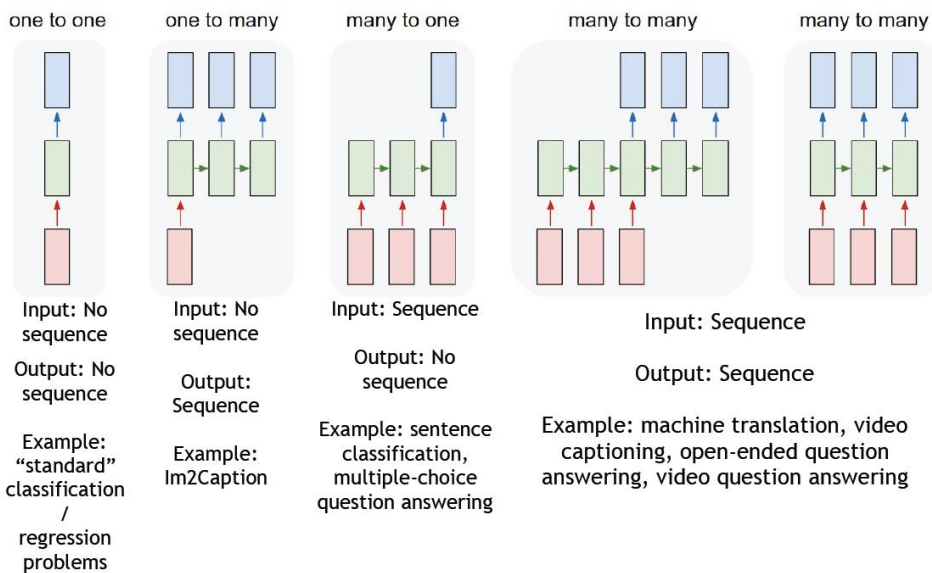 one to one
one to many
many to one
many to many
many to many
Input: No
sequence
Output: No
sequence
Example:
“standard”
classification
/
regression
problems
Input: No
sequence
Output:
Sequence
Example:
Im2Caption
Input: Sequence
Output: No
sequence
Example: sentence
classification,
multiple-choice
question answering
Input: Sequence
Output: Sequence
Example: machine translation, video
captioning, open-ended question
answering, video question answering